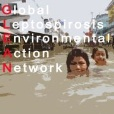 Global
Leptospirosis
Environmental
Action
Network